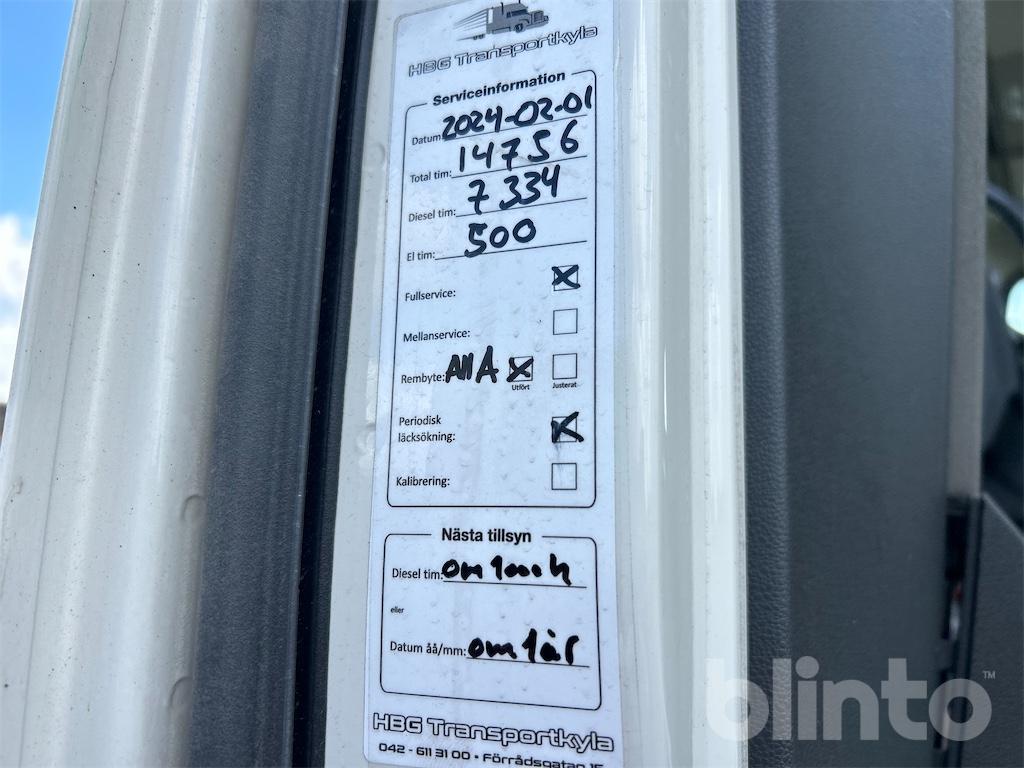 HBG Transportkyla
Serviceinformation
Datum: 2024-02-01
Total tim: 14756
Diesel tim: 7334
El tim: 500
Fullservice:
Mellanservice:
Rembyte: Alla
Utfört Justerat
Periodisk
läcksökning:
Kalibrering:
Nästa tillsyn
Diesel tim: om 1000h
eller
Datum åå/mm: om 1 år
HBG Transportkyla
042 - 611 31 00 • Förrådsgatan 15
blinto™